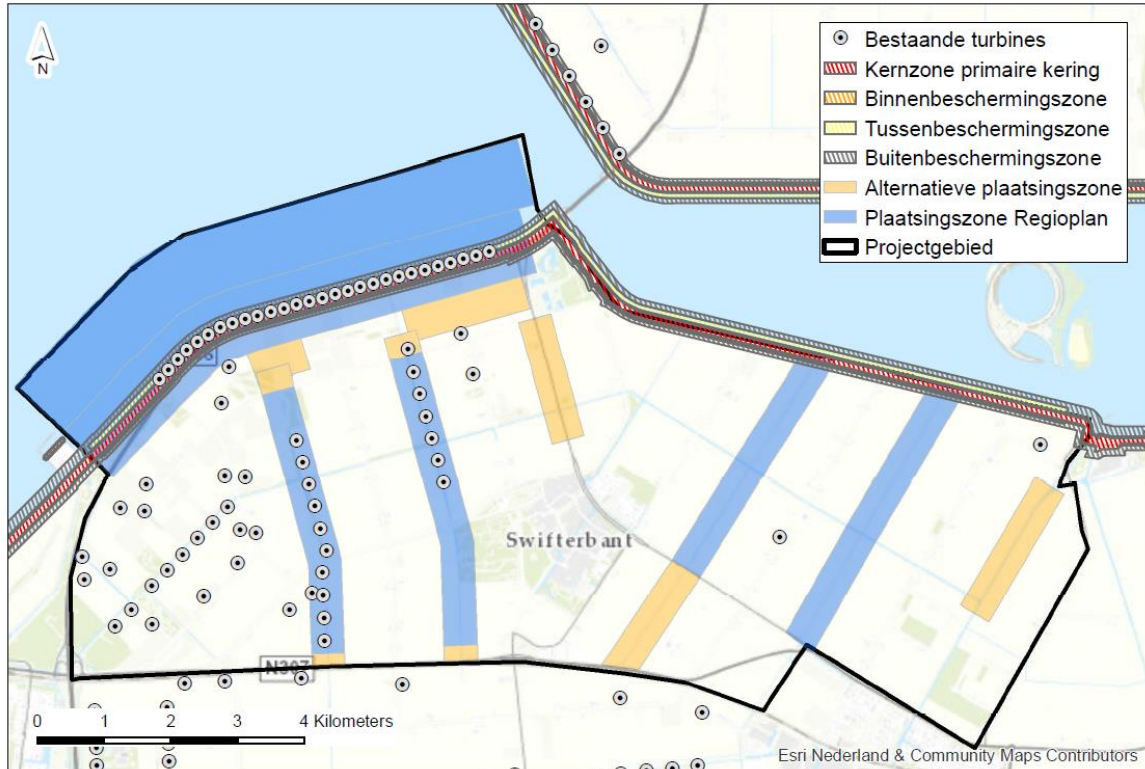 N
Bestaande turbines
Kernzone primaire kering
Binnenbeschermingszone
Tussenbeschermingszone
Buitenbeschermingszone
Alternatieve plaatsingszone
Plaatsingszone Regioplan
Projectgebied
Swifterbant
N307
0 1 2 3 4 Kilometers
Esri Nederland & Community Maps Contributors